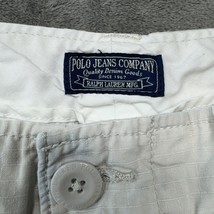 POLO JEANS COMPANY
Quality Denim Goods
SINCE 1967
RALPH LAUREN MFG.